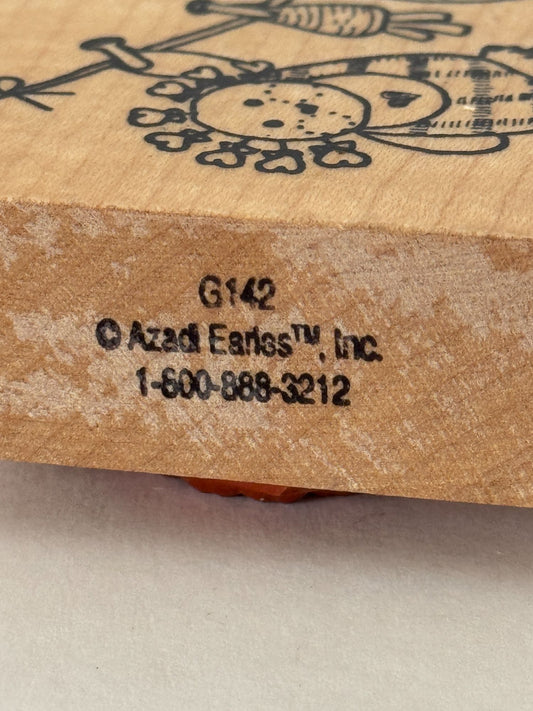 G142
© Azadi Earles™, Inc.
1-800-888-3212